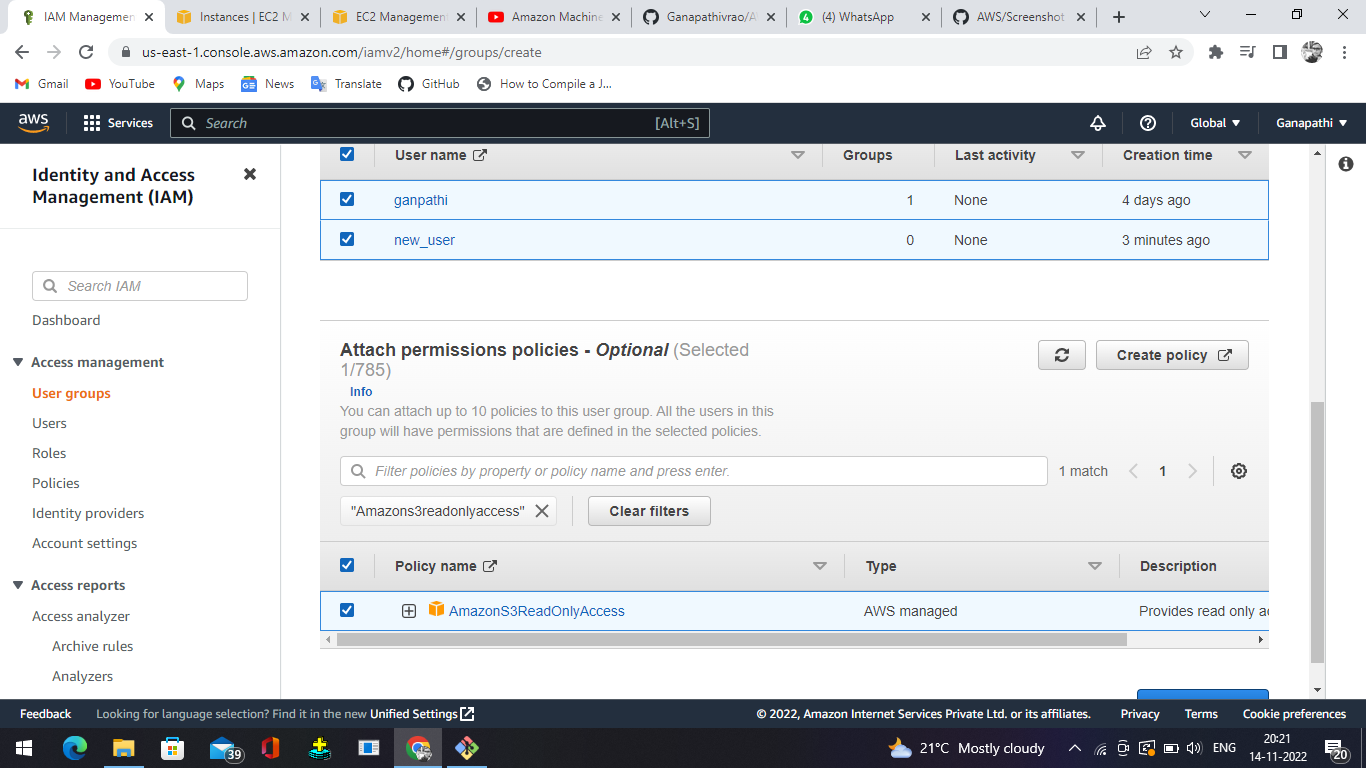 IAM Managemen
Instances | EC2 M
EC2 Management
Amazon Machine
Ganapathivrao/A
(4) WhatsApp
AWS/Screenshot
us-east-1.console.aws.amazon.com/iamv2/home#/groups/create
Gmail
YouTube
Maps
News
Translate
GitHub
How to Compile a J...
aws
Services
Search
[Alt+S]
Global
Ganapathi
Identity and Access
Management (IAM)
Search IAM
Dashboard
Access management
User groups
Users
Roles
Policies
Identity providers
Account settings
Access reports
Access analyzer
Archive rules
Analyzers
User name Groups Last activity Creation time
ganpathi 1 None 4 days ago
new_user 0 None 3 minutes ago
Attach permissions policies - Optional (Selected
1/785)
Info
Create policy
You can attach up to 10 policies to this user group. All the users in this
group will have permissions that are defined in the selected policies.
Filter policies by property or policy name and press enter.
1 match 1
"Amazons3readonlyaccess"
Clear filters
Policy name Type Description
AmazonS3ReadOnlyAccess AWS managed Provides read only ac
Feedback Looking for language selection? Find it in the new Unified Settings
© 2022, Amazon Internet Services Private Ltd. or its affiliates. Privacy Terms Cookie preferences
39
21°C Mostly cloudy
ENG
20:21
14-11-2022
20